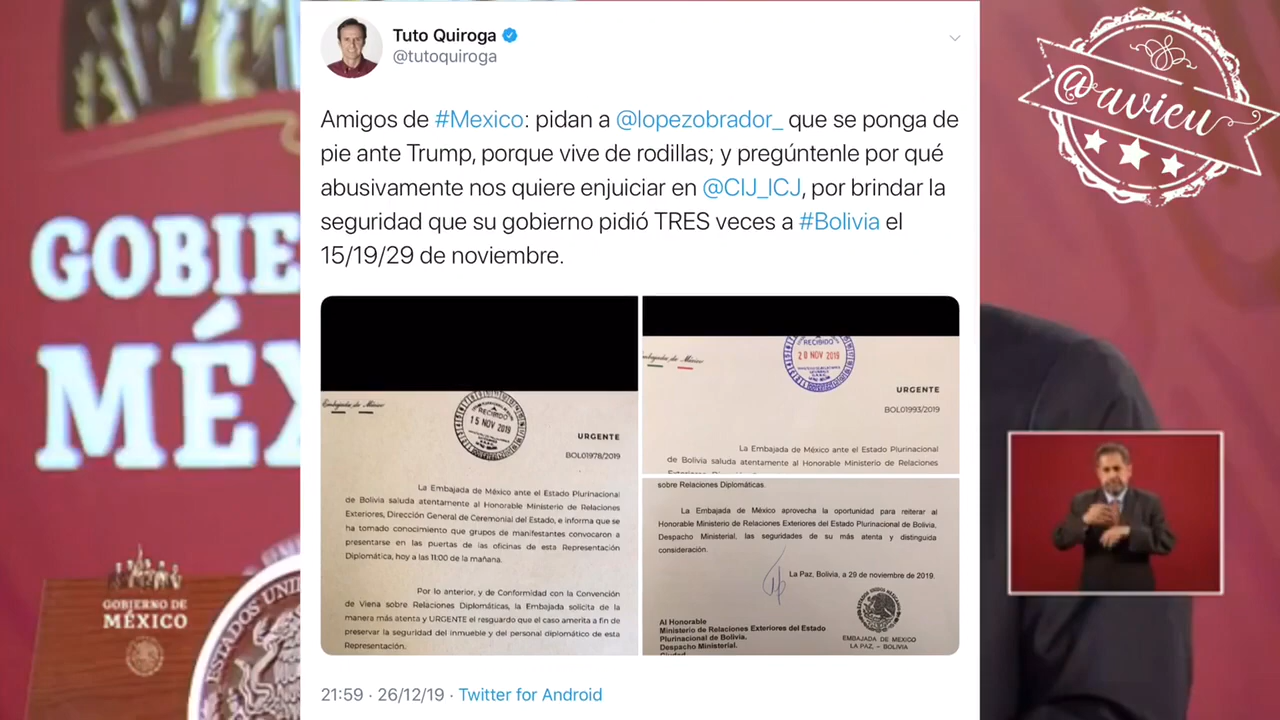 Tuto Quiroga
@tutoquiroga
Amigos de #Mexico: pidan a @lopezobrador_ que se ponga de
pie ante Trump, porque vive de rodillas; y pregúntenle por qué
abusivamente nos quiere enjuiciar en @CIJ_ICJ, por brindar la
seguridad que su gobierno pidió TRES veces a #Bolivia el
15/19/29 de noviembre.
Embajada de México
RECIBIDO
15 NOV 2019
URGENTE
BOL01978/2019
La Embajada de México ante el Estado Plurinacional
de Bolivia saluda atentamente al Honorable Ministerio de Relaciones
Exteriores, Dirección General de Ceremonial del Estado, e informa que se
ha tomado conocimiento que grupos de manifestantes convocaron a
presentarse en las puertas de las oficinas de esta Representación
Diplomática, hoy a las 11:00 de la mañana.
Por lo anterior, y de Conformidad con la Convención
de Viena sobre Relaciones Diplomáticas, la Embajada solicita de la
manera más atenta y URGENTE el resguardo que el caso amerita a fin de
preservar la seguridad del inmueble y del personal diplomático de esta
Representación.
Embajada de México
RECIBIDO
20 NOV 2019
URGENTE
BOL01993/2019
La Embajada de México ante el Estado Plurinacional
de Bolivia saluda atentamente al Honorable Ministerio de Relaciones
sobre Relaciones Diplomáticas.
La Embajada de México aprovecha la oportunidad para reiterar al
Honorable Ministerio de Relaciones Exteriores del Estado Plurinacional de Bolivia,
Despacho Ministerial, las seguridades de su más atenta y distinguida
consideración.
La Paz, Bolivia, a 29 de noviembre de 2019.
Al Honorable
Ministerio de Relaciones Exteriores del Estado
Plurinacional de Bolivia.
Despacho Ministerial.
EMBAJADA DE MEXICO
LA PAZ, - BOLIVIA
21:59 · 26/12/19 · Twitter for Android
@avieu
GOBIE
MÉX
GOBIERNO DE
MÉXICO
ESTADOS UNID